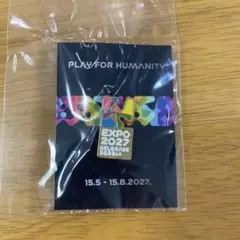 PLAY FOR HUMANITY
EXPO
2027
BELGRADE
SERBIA
15.5 - 15.8.2027.